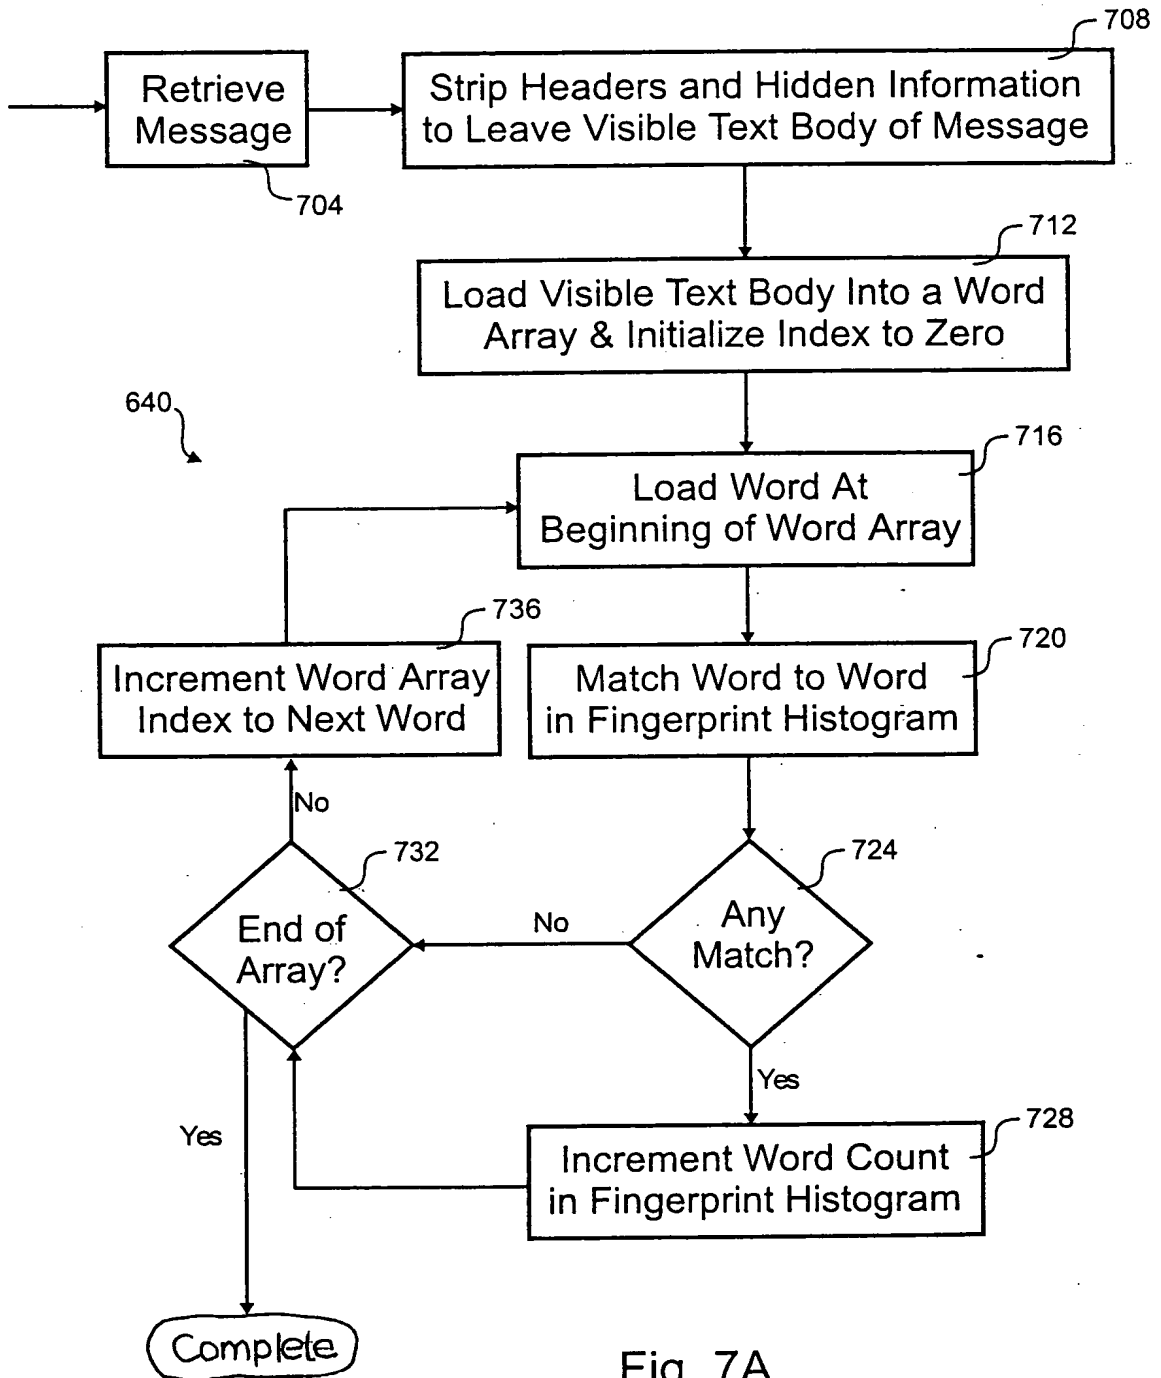 708
Retrieve
Message
704
Strip Headers and Hidden Information
to Leave Visible Text Body of Message
712
Load Visible Text Body Into a Word
Array & Initialize Index to Zero
640
716
Load Word At
Beginning of Word Array
736
Increment Word Array
Index to Next Word
720
Match Word to Word
in Fingerprint Histogram
No
732
End of
Array?
No
724
Any
Match?
Yes
Yes
728
Increment Word Count
in Fingerprint Histogram
Complete
Fig. 7A